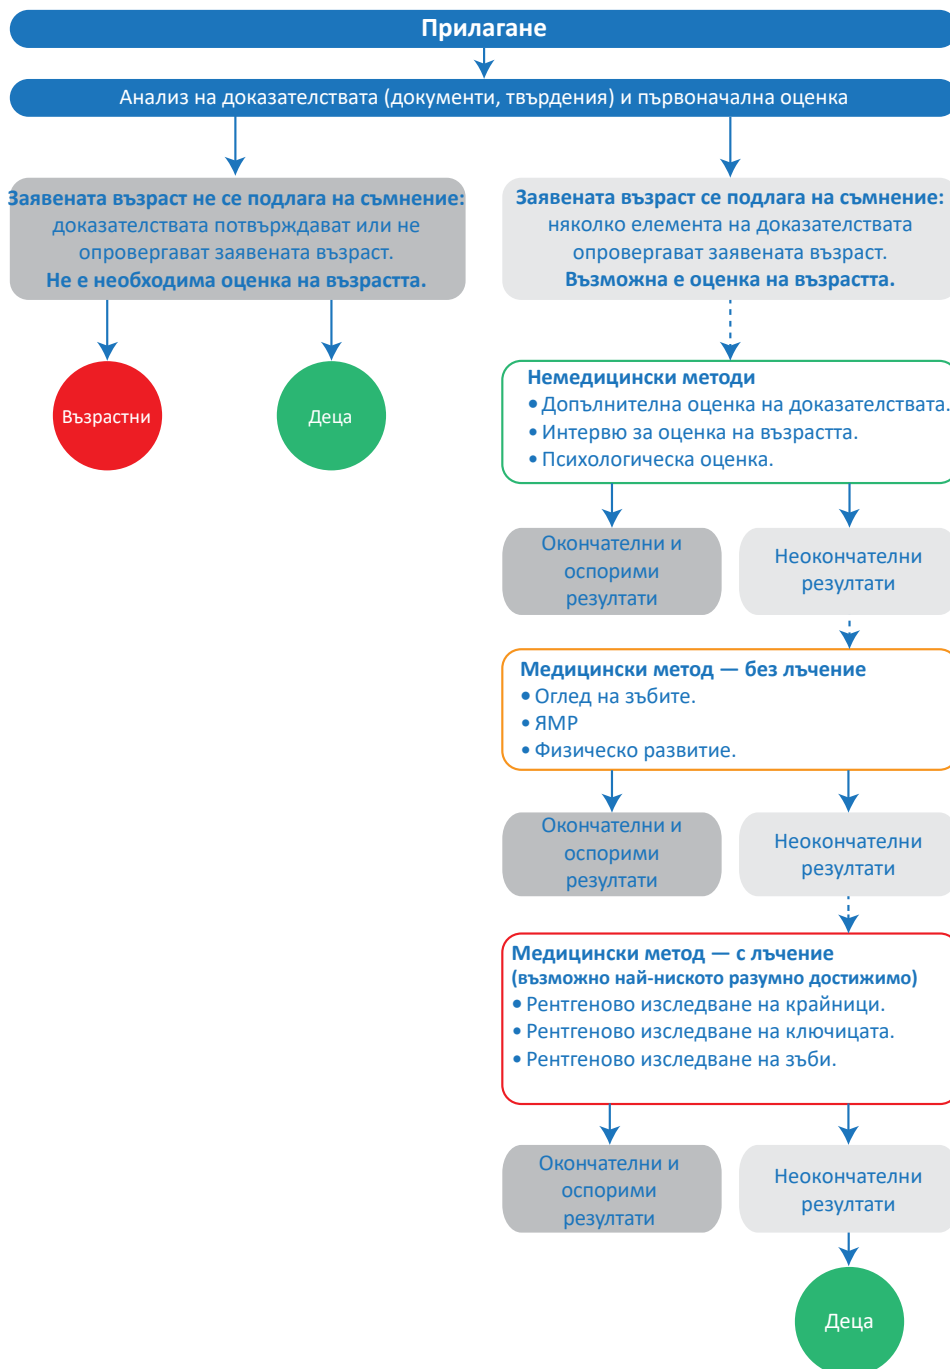 Прилагане
Анализ на доказателствата (документи, твърдения) и първоначална оценка
Заявената възраст не се подлага на съмнение:
доказателствата потвърждават или не
опровергават заявената възраст.
Не е необходима оценка на възрастта.
Заявената възраст се подлага на съмнение:
няколко елемента на доказателствата
опровергават заявената възраст.
Възможна е оценка на възрастта.
Възрастни
Деца
Немедицински методи
• Допълнителна оценка на доказателствата.
• Интервю за оценка на възрастта.
• Психологическа оценка.
Окончателни и
оспорими
резултати
Неокончателни
резултати
Медицински метод — без лъчение
• Оглед на зъбите.
• ЯМР
• Физическо развитие.
Окончателни и
оспорими
резултати
Неокончателни
резултати
Медицински метод — с лъчение
(възможно най-ниското разумно достижимо)
• Рентгеново изследване на крайници.
• Рентгеново изследване на ключицата.
• Рентгеново изследване на зъби.
Окончателни и
оспорими
резултати
Неокончателни
резултати
Деца